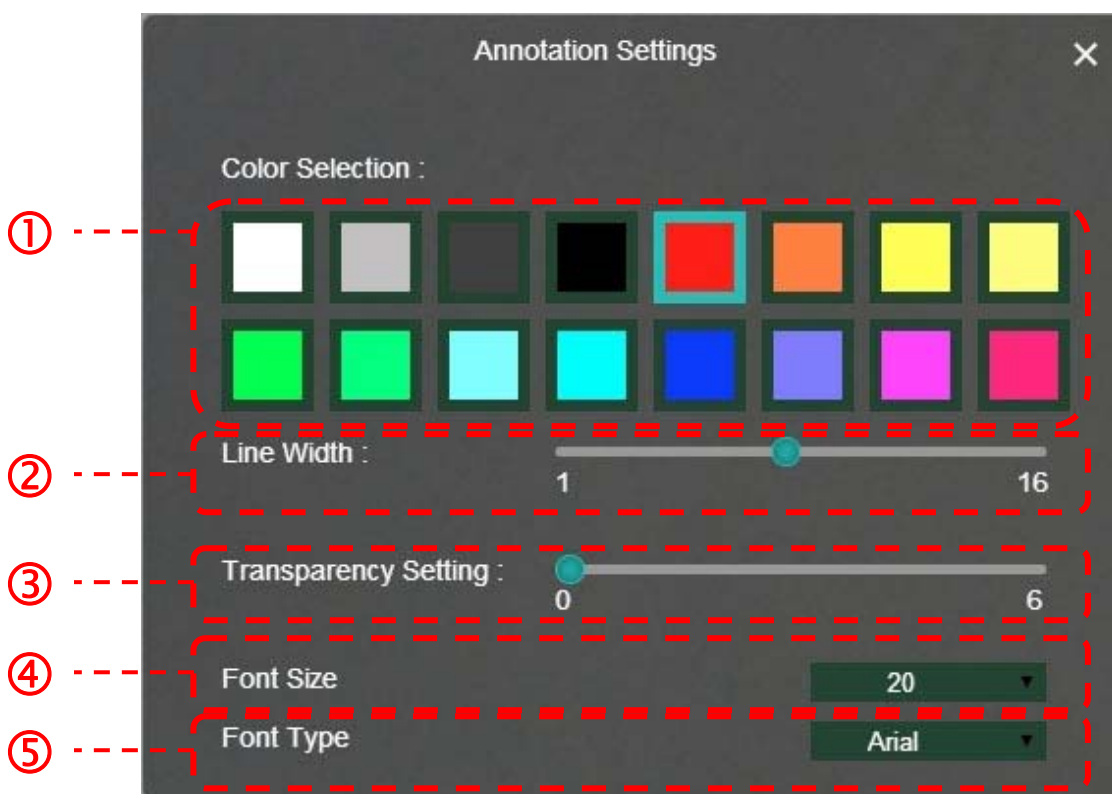 Annotation Settings ×
Color Selection :
①
② Line Width :
1 16
③ Transparency Setting :
0 6
④ Font Size 20
⑤ Font Type Arial